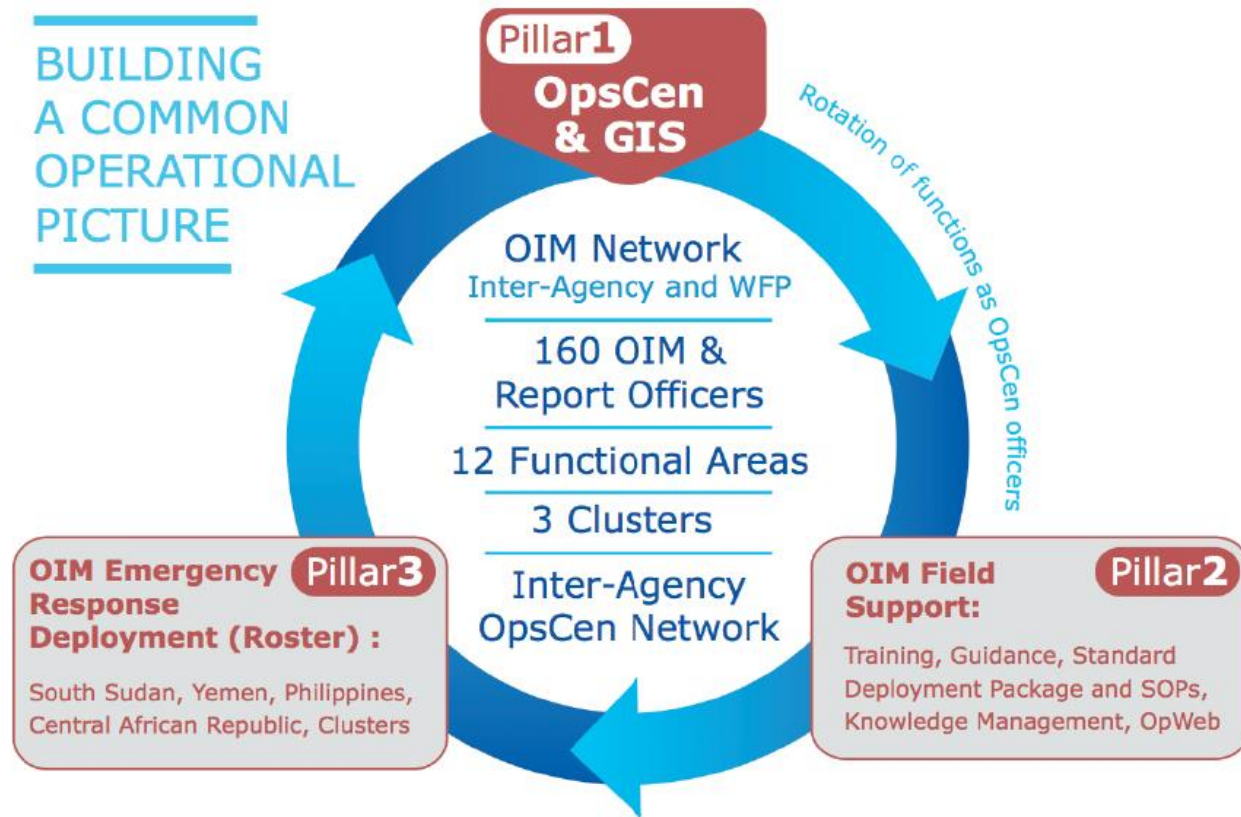 BUILDING
A COMMON
OPERATIONAL
PICTURE
Pillar1
OpsCen
& GIS
Rotation of functions as OpsCen officers
OIM Network
Inter-Agency and WFP
160 OIM &
Report Officers
12 Functional Areas
3 Clusters
Inter-Agency
OpsCen Network
Pillar3
OIM Emergency
Response
Deployment (Roster) :
South Sudan, Yemen, Philippines,
Central African Republic, Clusters
Pillar2
OIM Field
Support:
Training, Guidance, Standard
Deployment Package and SOPs,
Knowledge Management, OpWeb